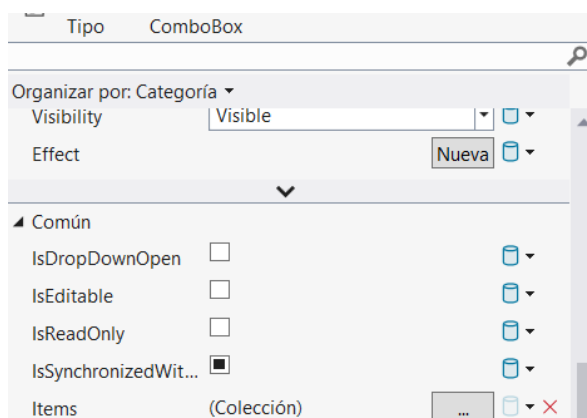 Tipo ComboBox
Organizar por: Categoría
Visibility Visible
Effect Nueva
Común
IsDropDownOpen
IsEditable
IsReadOnly
IsSynchronizedWit...
Items (Colección) ...